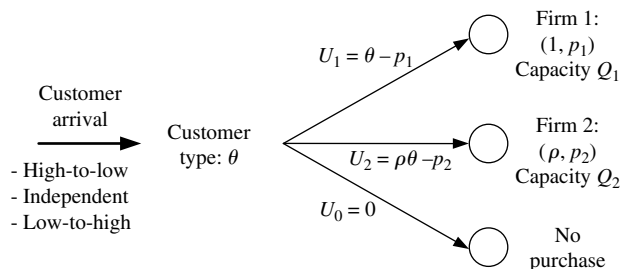 Customer
arrival
- High-to-low
- Independent
- Low-to-high
Customer
type: θ
U₁ = θ – p₁
U₂ = ρθ – p₂
U₀ = 0
Firm 1:
(1, p₁)
Capacity Q₁
Firm 2:
(ρ, p₂)
Capacity Q₂
No
purchase